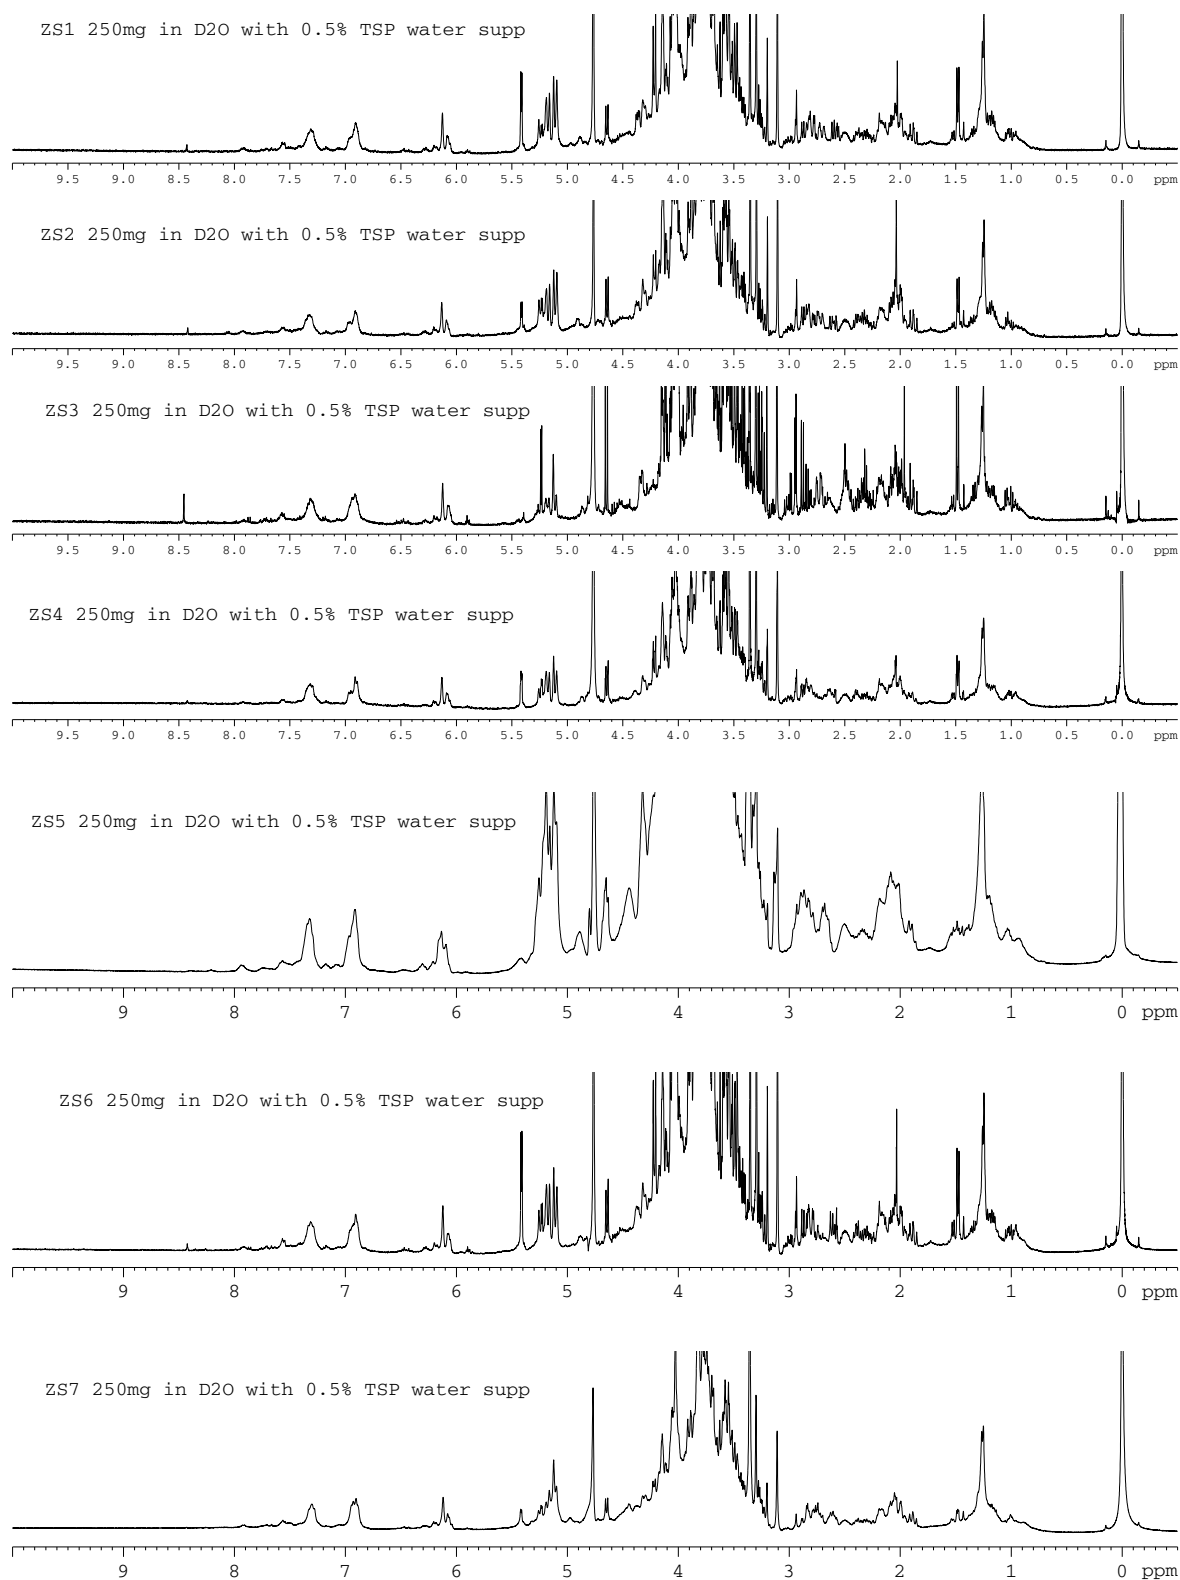 ZS1 250mg in D2O with 0.5% TSP water supp
9.5 9.0 8.5 8.0 7.5 7.0 6.5 6.0 5.5 5.0 4.5 4.0 3.5 3.0 2.5 2.0 1.5 1.0 0.5 0.0 ppm
ZS2 250mg in D2O with 0.5% TSP water supp
9.5 9.0 8.5 8.0 7.5 7.0 6.5 6.0 5.5 5.0 4.5 4.0 3.5 3.0 2.5 2.0 1.5 1.0 0.5 0.0 ppm
ZS3 250mg in D2O with 0.5% TSP water supp
9.5 9.0 8.5 8.0 7.5 7.0 6.5 6.0 5.5 5.0 4.5 4.0 3.5 3.0 2.5 2.0 1.5 1.0 0.5 0.0 ppm
ZS4 250mg in D2O with 0.5% TSP water supp
9.5 9.0 8.5 8.0 7.5 7.0 6.5 6.0 5.5 5.0 4.5 4.0 3.5 3.0 2.5 2.0 1.5 1.0 0.5 0.0 ppm
ZS5 250mg in D2O with 0.5% TSP water supp
9 8 7 6 5 4 3 2 1 0 ppm
ZS6 250mg in D2O with 0.5% TSP water supp
9 8 7 6 5 4 3 2 1 0 ppm
ZS7 250mg in D2O with 0.5% TSP water supp
9 8 7 6 5 4 3 2 1 0 ppm